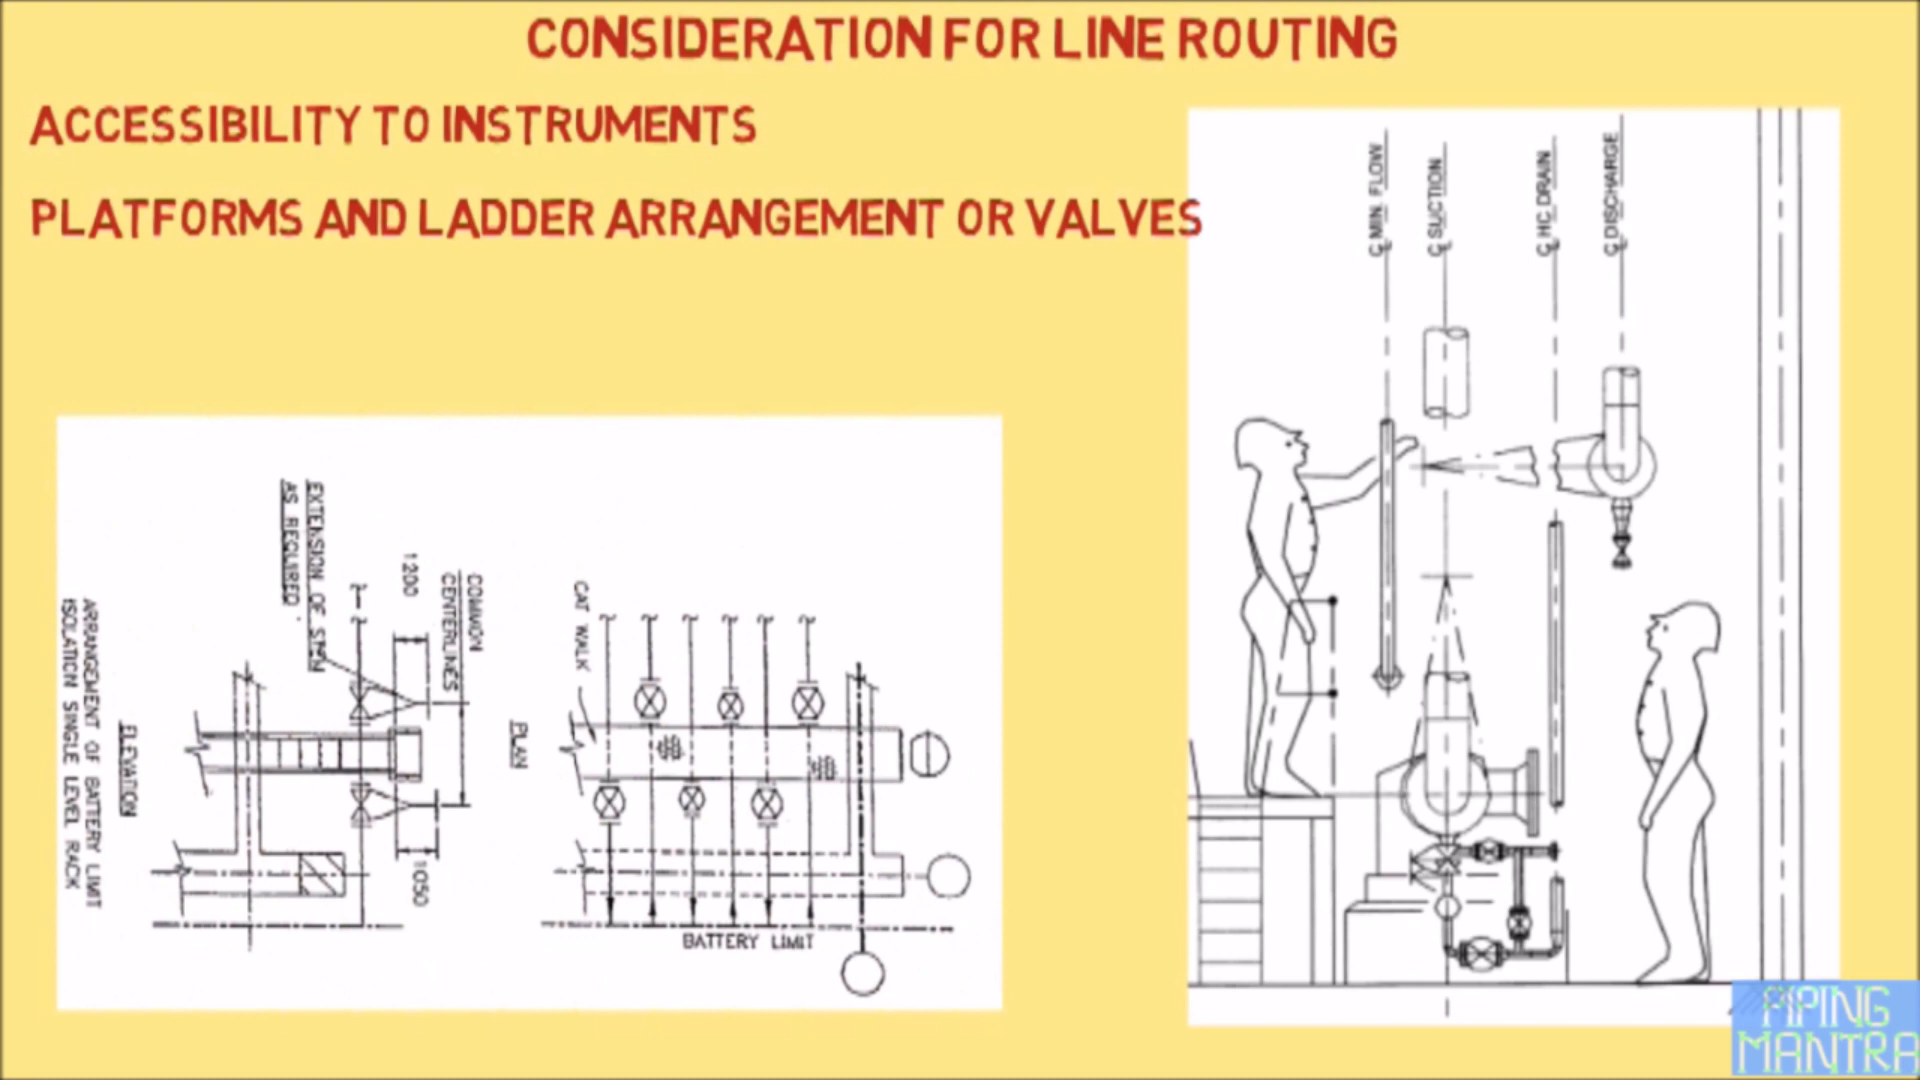 CONSIDERATION FOR LINE ROUTING
ACCESSIBILITY TO INSTRUMENTS
PLATFORMS AND LADDER ARRANGEMENT OR VALVES
EXTENSION OF
AS REQUIRED.
1200
COMMON
CENTERLINES
1050
ELEVATION
ARRANGEMENT OF BATTERY LIMIT
ISOLATION SINGLE LEVEL RACK
CAT WALK
PLAN
BATTERY LIMIT
MIN. FLOW
SUCTION
HC DRAIN
DISCHARGE
PIPING
MANTRA